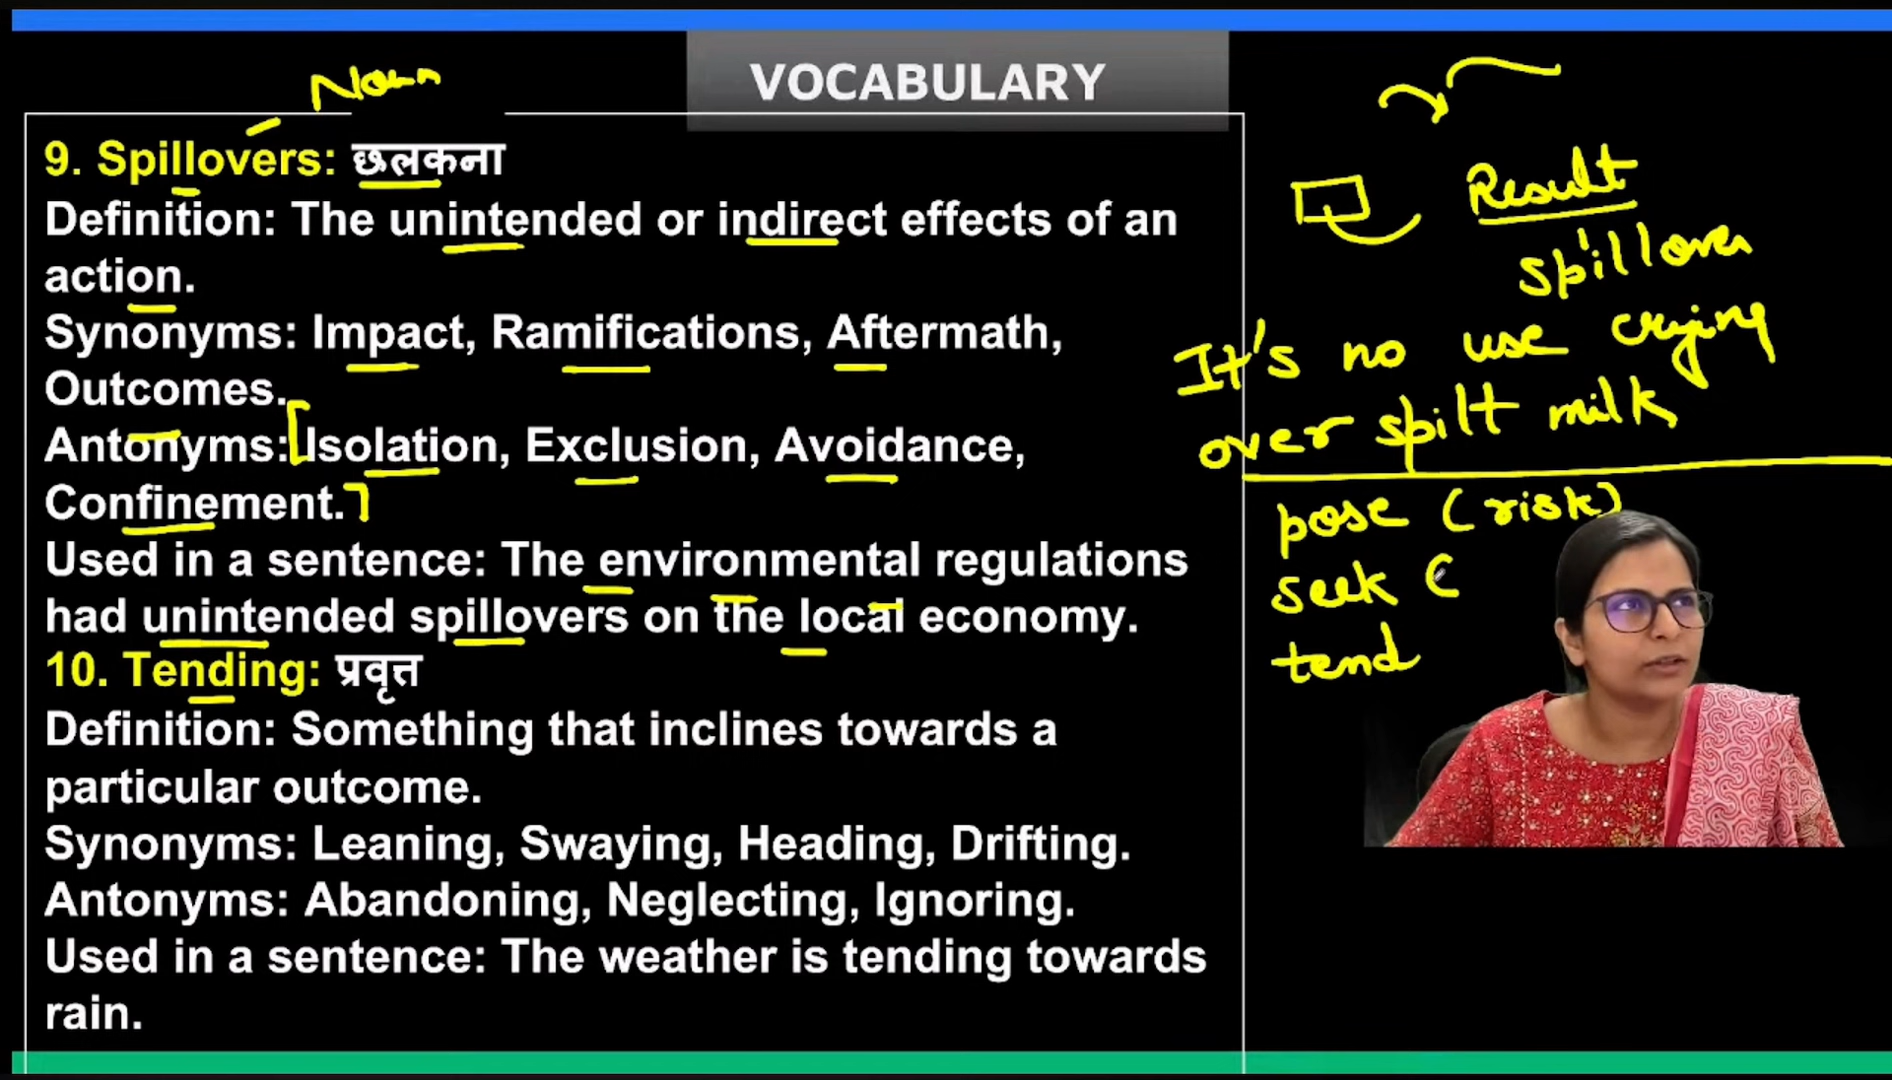 VOCABULARY
Noun
9. Spillovers: छलकना
Definition: The unintended or indirect effects of an
action.
Synonyms: Impact, Ramifications, Aftermath,
Outcomes.
Antonyms: [Isolation, Exclusion, Avoidance,
Confinement.]
Used in a sentence: The environmental regulations
had unintended spillovers on the local economy.
10. Tending: प्रवृत्त
Definition: Something that inclines towards a
particular outcome.
Synonyms: Leaning, Swaying, Heading, Drifting.
Antonyms: Abandoning, Neglecting, Ignoring.
Used in a sentence: The weather is tending towards
rain.
Result
Spillover
It's no use crying
over spilt milk
pose (risk)
seek (
tend